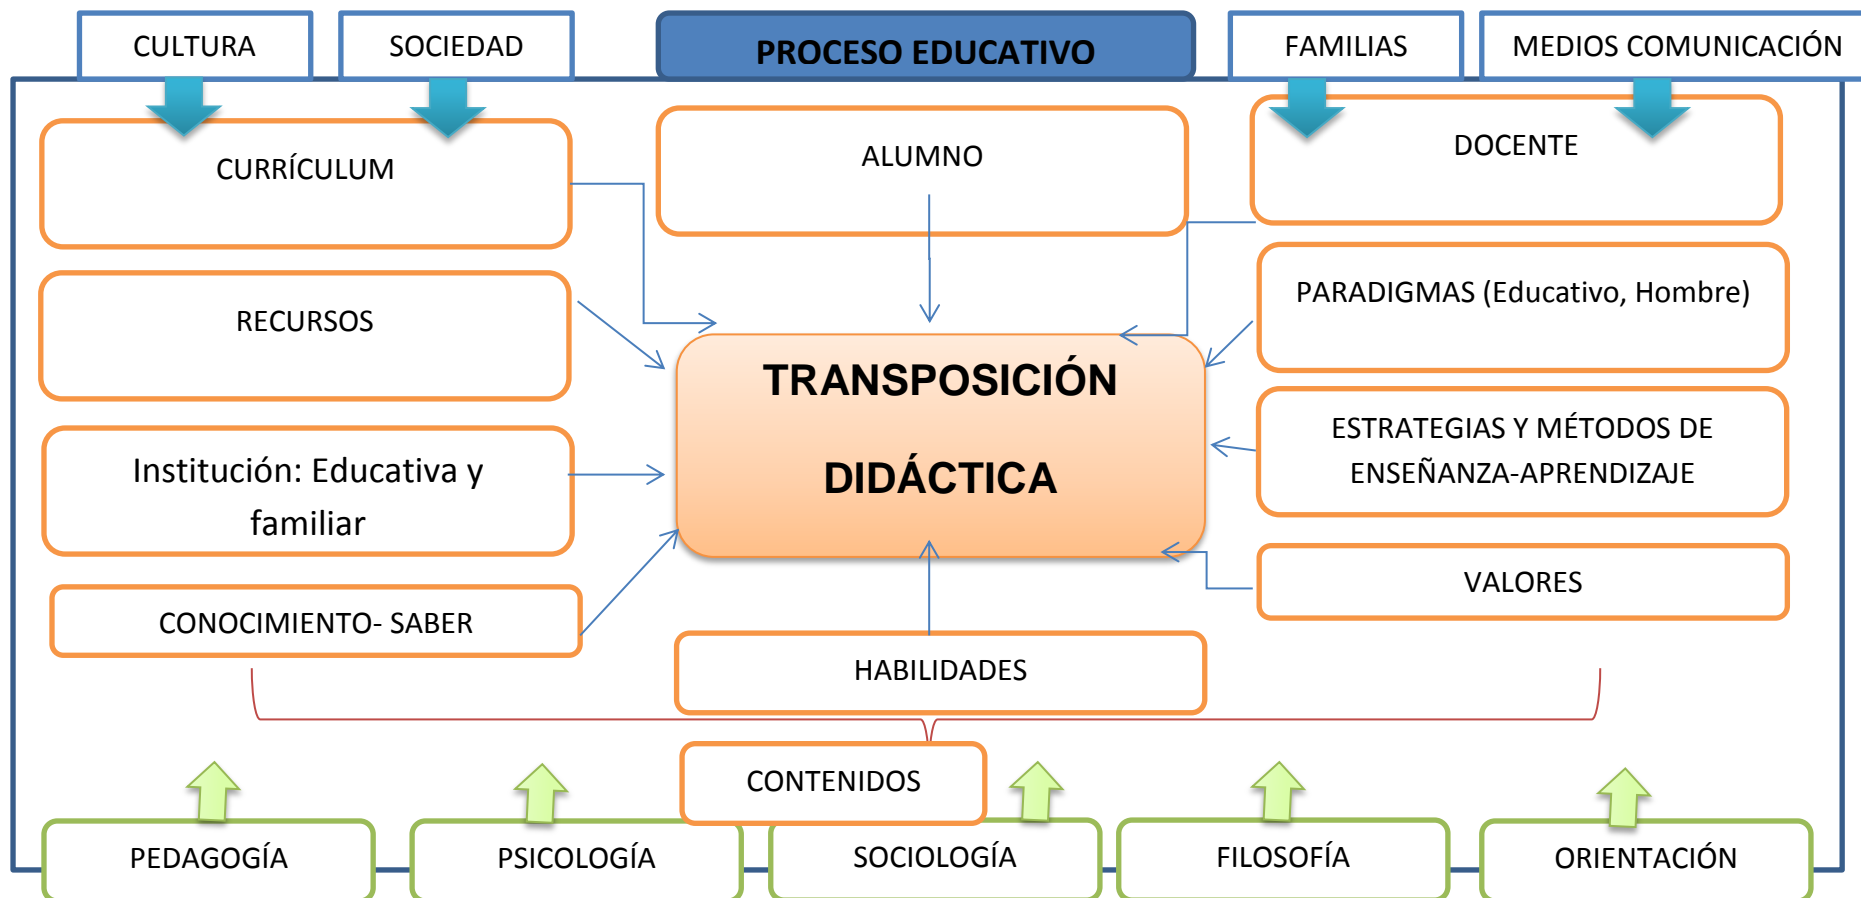 CULTURA
SOCIEDAD
PROCESO EDUCATIVO
FAMILIAS
MEDIOS COMUNICACIÓN
CURRÍCULUM
ALUMNO
DOCENTE
RECURSOS
PARADIGMAS (Educativo, Hombre)
TRANSPOSICIÓN
DIDÁCTICA
ESTRATEGIAS Y MÉTODOS DE
ENSEÑANZA-APRENDIZAJE
Institución: Educativa y
familiar
VALORES
CONOCIMIENTO- SABER
HABILIDADES
CONTENIDOS
PEDAGOGÍA
PSICOLOGÍA
SOCIOLOGÍA
FILOSOFÍA
ORIENTACIÓN